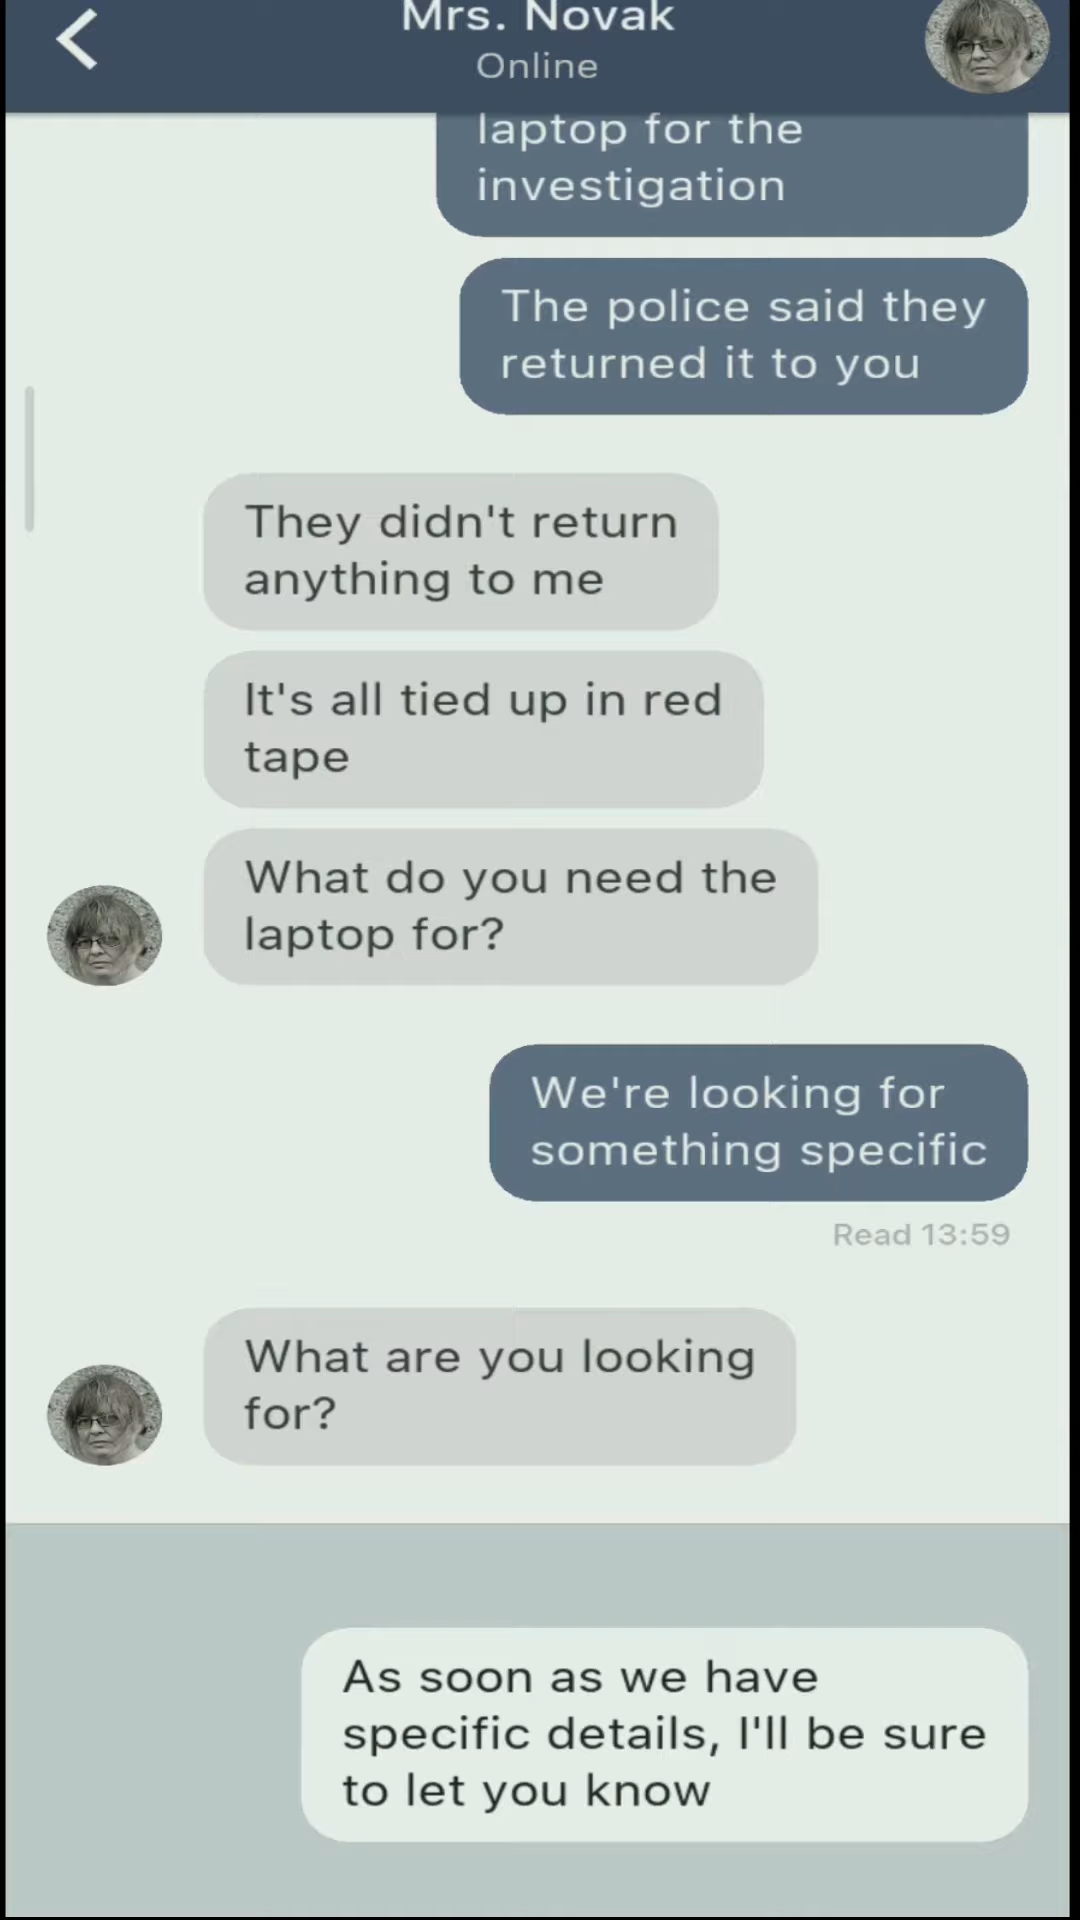 Mrs. Novak
Online
laptop for the
investigation
The police said they
returned it to you
They didn't return
anything to me
It's all tied up in red
tape
What do you need the
laptop for?
We're looking for
something specific
Read 13:59
What are you looking
for?
As soon as we have
specific details, I'll be sure
to let you know